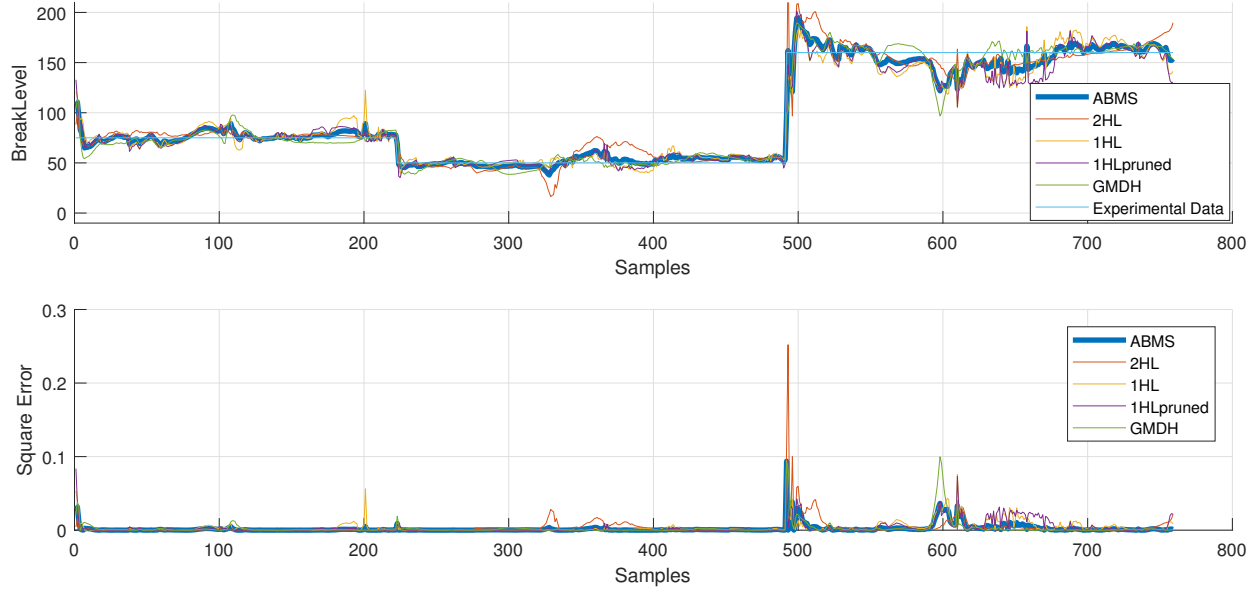 200
150
100
50
0
BreakLevel
ABMS
2HL
1HL
1HLpruned
GMDH
Experimental Data
0 100 200 300 400 500 600 700 800
Samples
0.3
0.2
0.1
0
Square Error
ABMS
2HL
1HL
1HLpruned
GMDH
0 100 200 300 400 500 600 700 800
Samples